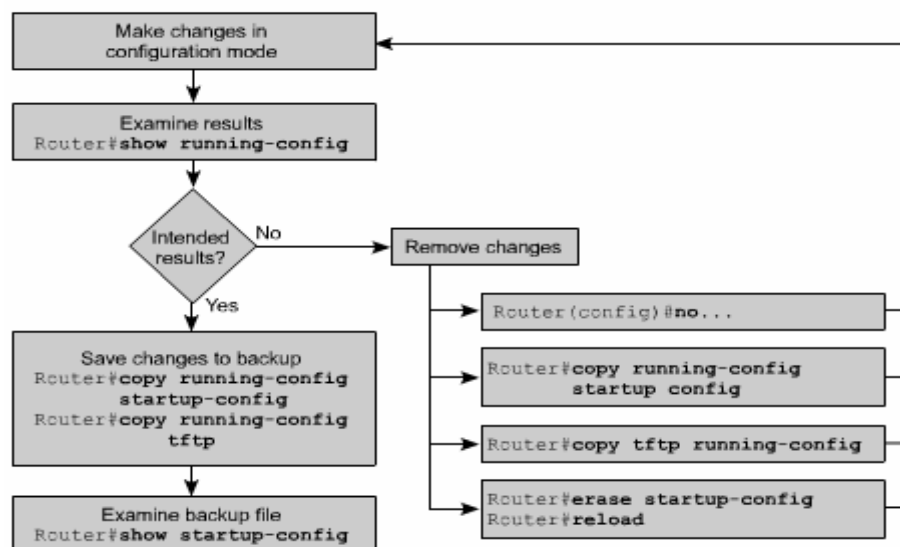 Make changes in
configuration mode
Examine results
Router#show running-config
Intended
results?
No
Yes
Remove changes
Router(config)#no...
Router#copy running-config
startup config
Router#copy tftp running-config
Router#erase startup-config
Router#reload
Save changes to backup
Router#copy running-config
startup-config
Router#copy running-config
tftp
Examine backup file
Router#show startup-config